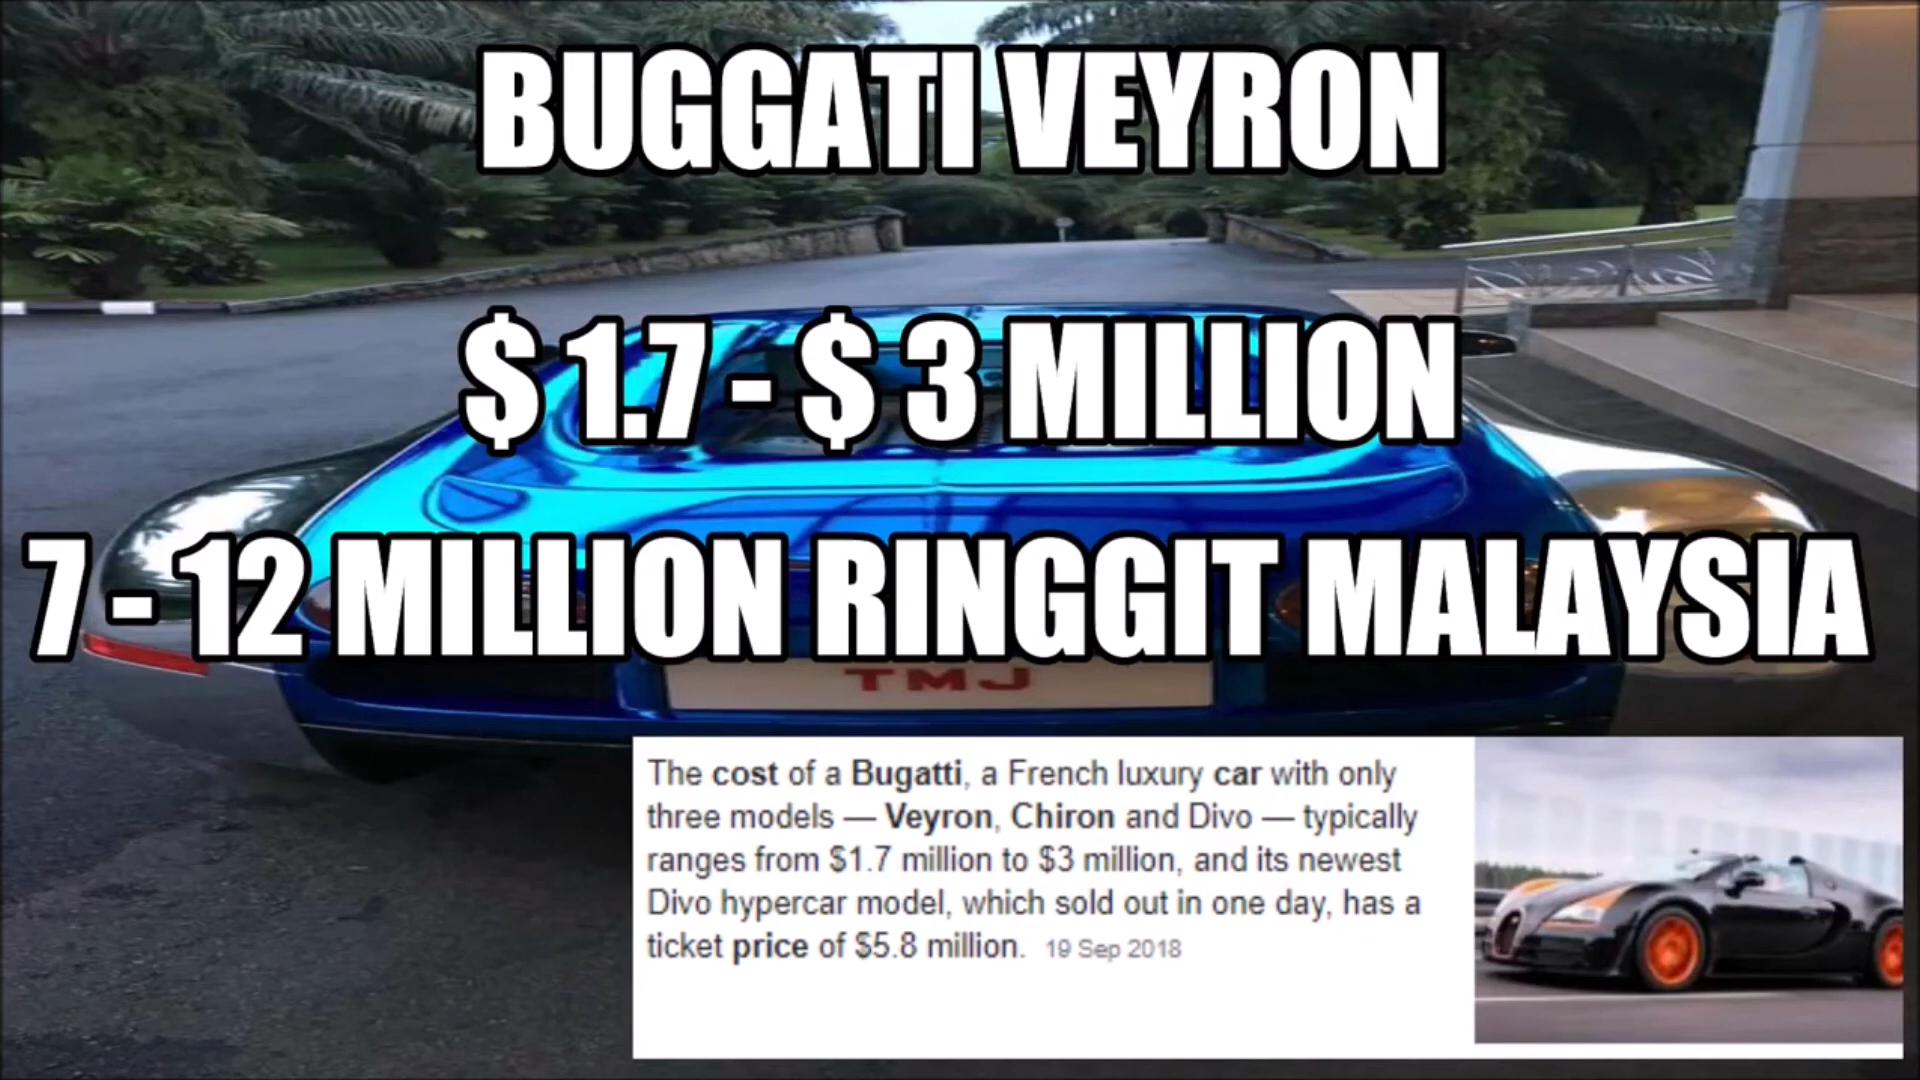 BUGGATI VEYRON
$ 1.7 - $ 3 MILLION
7 - 12 MILLION RINGGIT MALAYSIA
TMJ
The cost of a Bugatti, a French luxury car with only
three models — Veyron, Chiron and Divo — typically
ranges from $1.7 million to $3 million, and its newest
Divo hypercar model, which sold out in one day, has a
ticket price of $5.8 million. 19 Sep 2018